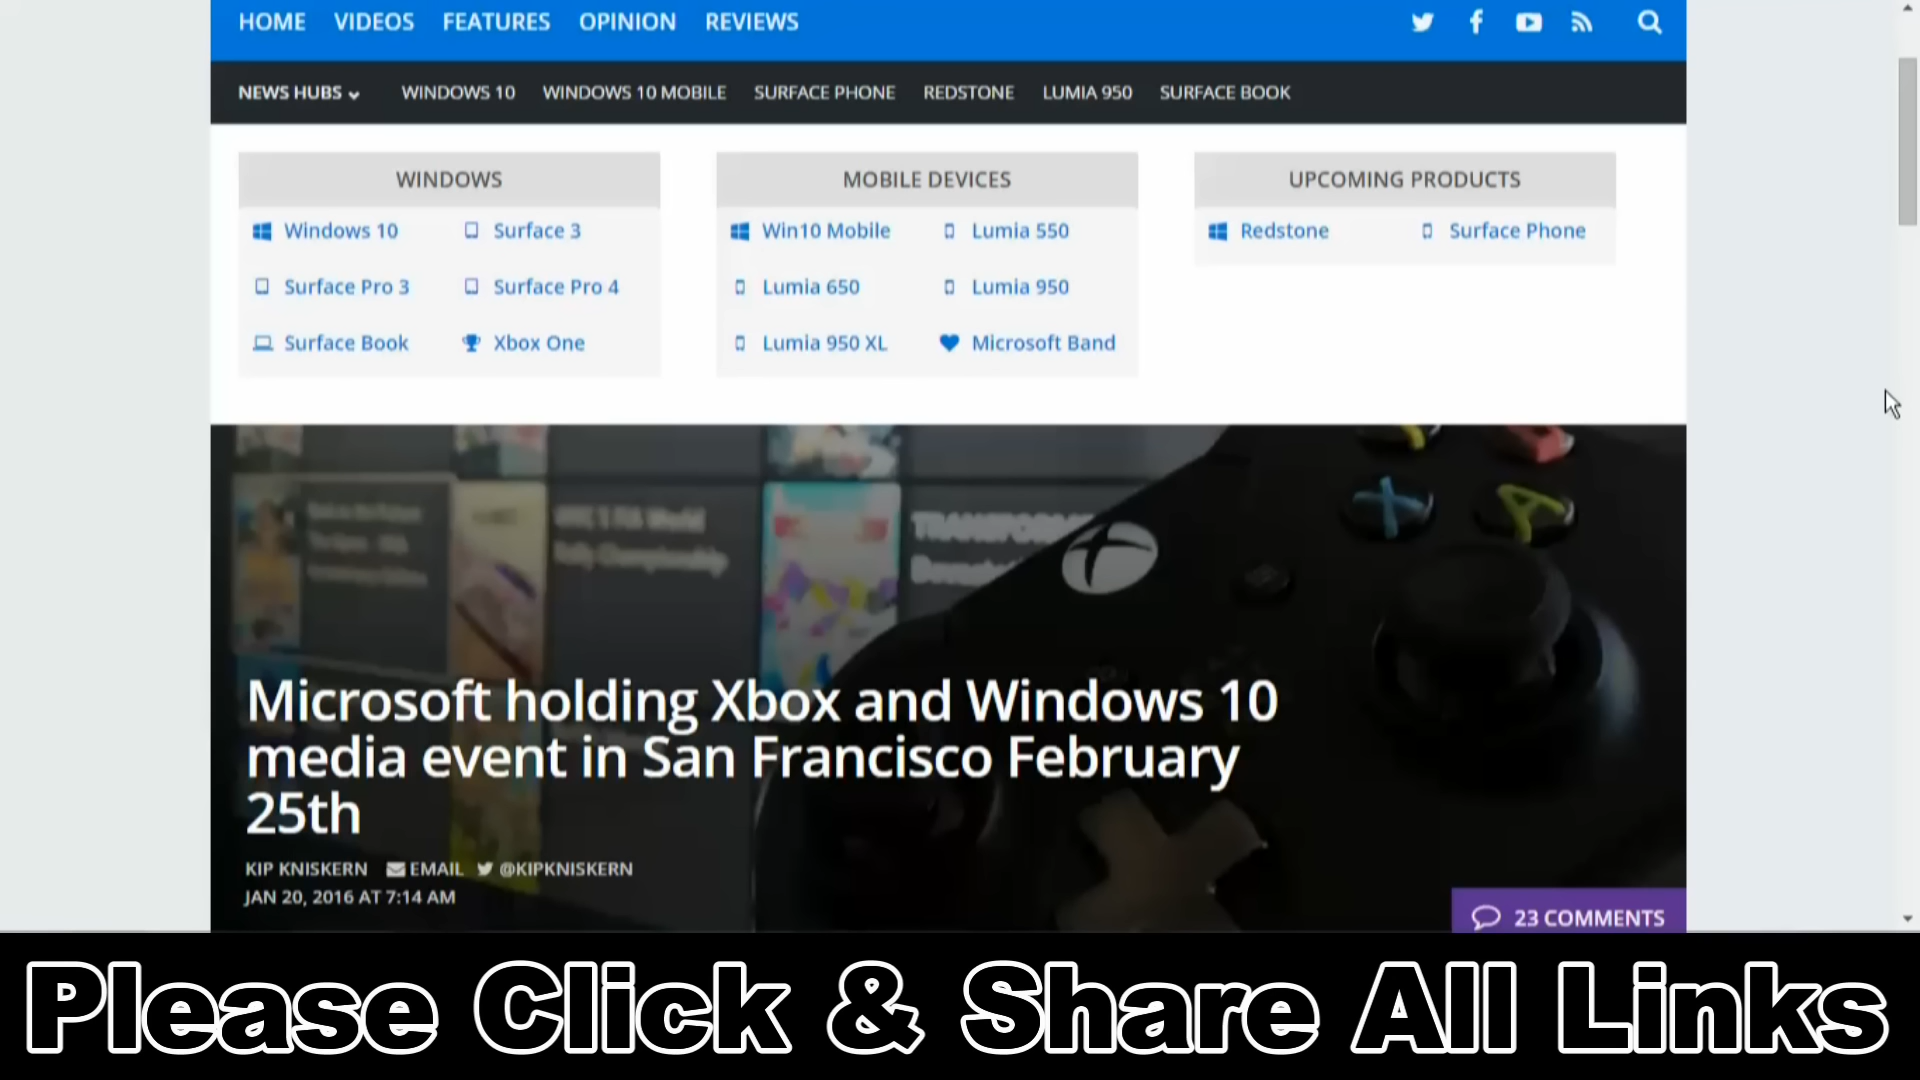 HOME VIDEOS FEATURES OPINION REVIEWS
NEWS HUBS WINDOWS 10 WINDOWS 10 MOBILE SURFACE PHONE REDSTONE LUMIA 950 SURFACE BOOK
WINDOWS MOBILE DEVICES UPCOMING PRODUCTS
Windows 10 Surface 3 Win10 Mobile Lumia 550 Redstone Surface Phone
Surface Pro 3 Surface Pro 4 Lumia 650 Lumia 950
Surface Book Xbox One Lumia 950 XL Microsoft Band
X A
Microsoft holding Xbox and Windows 10
media event in San Francisco February
25th
KIP KNISKERN EMAIL @KIPKNISKERN
JAN 20, 2016 AT 7:14 AM
23 COMMENTS
Please Click & Share All Links